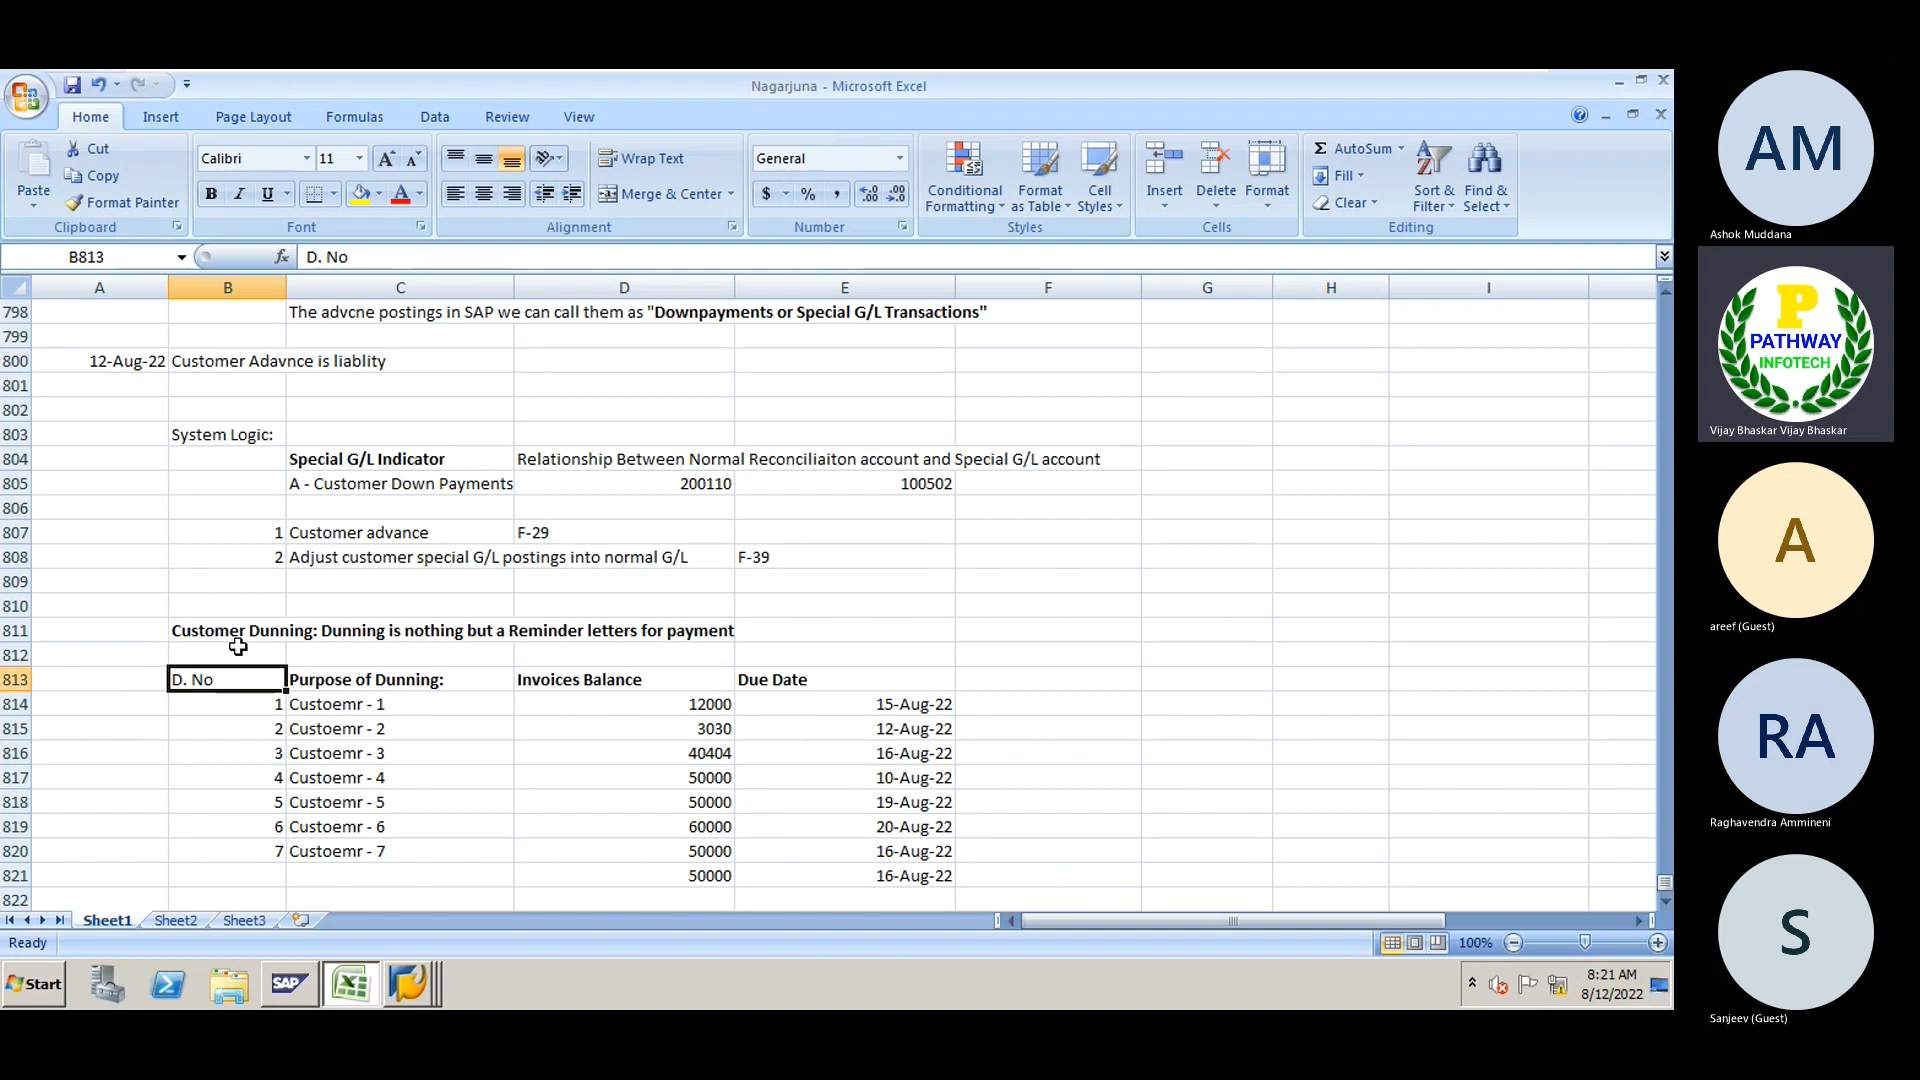 Nagarjuna - Microsoft Excel
Home Insert Page Layout Formulas Data Review View
Paste
Cut
Copy
Format Painter
Clipboard
Calibri 11
B I U
Font
Wrap Text
Merge & Center
Alignment
General
$ % ,
Number
Conditional Formatting
Format as Table
Cell Styles
Styles
Insert Delete Format
Cells
Σ AutoSum
Fill
Clear
Sort & Filter
Find & Select
Editing
B813 fx D. No
A B C D E F G H I
798 The advcne postings in SAP we can call them as "Downpayments or Special G/L Transactions"
799
800 12-Aug-22 Customer Adavnce is liablity
801
802
803 System Logic:
804 Special G/L Indicator Relationship Between Normal Reconciliaiton account and Special G/L account
805 A - Customer Down Payments 200110 100502
806
807 1 Customer advance F-29
808 2 Adjust customer special G/L postings into normal G/L F-39
809
810
811 Customer Dunning: Dunning is nothing but a Reminder letters for payment
812
813 D. No Purpose of Dunning: Invoices Balance Due Date
814 1 Custoemr - 1 12000 15-Aug-22
815 2 Custoemr - 2 3030 12-Aug-22
816 3 Custoemr - 3 40404 16-Aug-22
817 4 Custoemr - 4 50000 10-Aug-22
818 5 Custoemr - 5 50000 19-Aug-22
819 6 Custoemr - 6 60000 20-Aug-22
820 7 Custoemr - 7 50000 16-Aug-22
821 50000 16-Aug-22
822
Sheet1 Sheet2 Sheet3
Ready
100%
Start
SAP
8:21 AM
8/12/2022
AM
Ashok Muddana
P
PATHWAY
INFOTECH
Vijay Bhaskar Vijay Bhaskar
A
areef (Guest)
RA
Raghavendra Ammineni
S
Sanjeev (Guest)